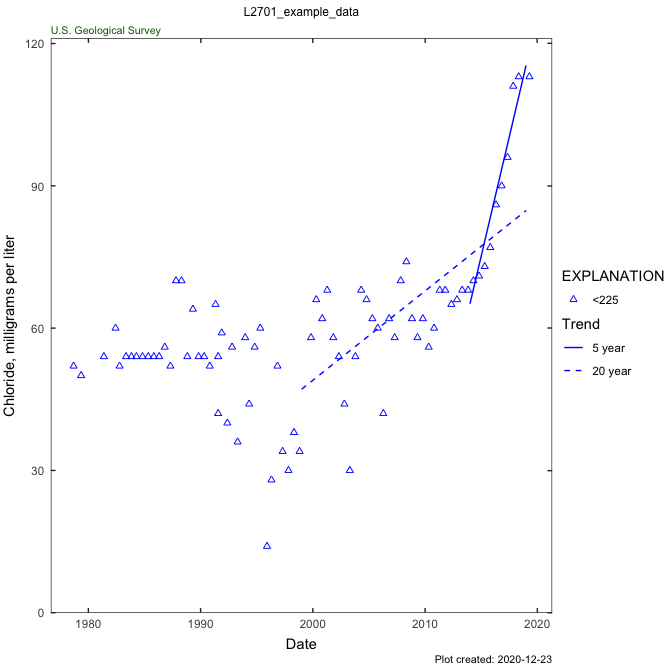 L2701_example_data
U.S. Geological Survey
120
90
60
30
0
Chloride, milligrams per liter
1980
1990
2000
2010
2020
Date
EXPLANATION
<225
Trend
5 year
20 year
Plot created: 2020-12-23